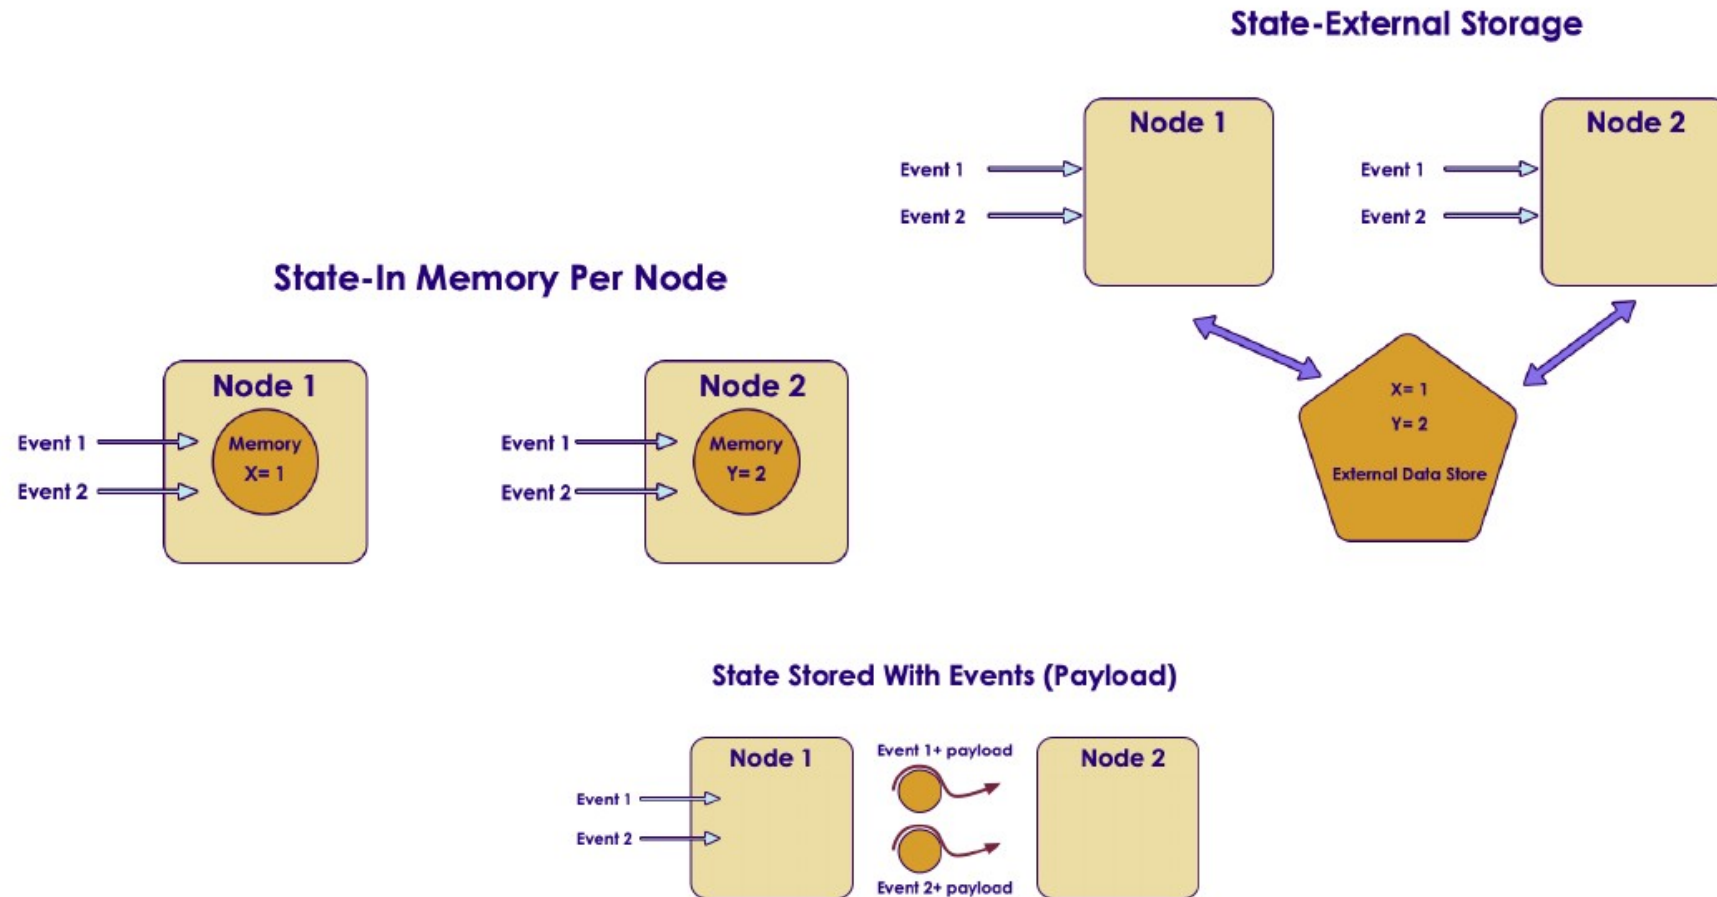 State-External Storage
Node 1
Node 2
Event 1
Event 2
Event 1
Event 2
X= 1
Y= 2
External Data Store
State-In Memory Per Node
Node 1
Memory
X= 1
Event 1
Event 2
Node 2
Memory
Y= 2
Event 1
Event 2
State Stored With Events (Payload)
Node 1
Event 1
Event 2
Event 1+ payload
Event 2+ payload
Node 2